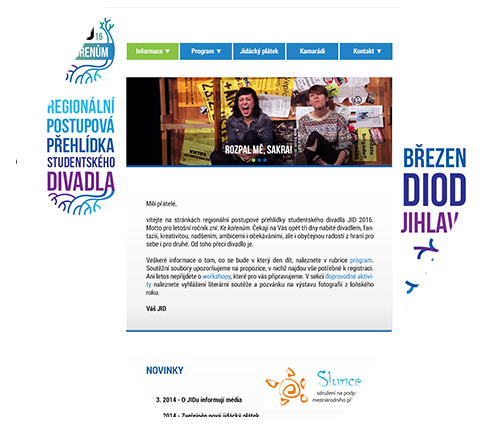 16
Informace ▼ Program ▼ Jidácký plátek Kamarádi Kontakt ▼
REGIONÁLNÍ
POSTUPOVÁ
PŘEHLÍDKA
STUDENTSKÉHO
DIVADLA
ROZPAL MĚ, SAKRA!
BŘEZEN
DIOD
JIHLAV
Milí přátelé,
vítejte na stránkách regionální postupové přehlídky studentského divadla JID 2016.
Motto pro letošní ročník zní: Ke kořenům. Čekají na Vás opět tři dny nabité divadlem, fan-
tazií, kreativitou, nadšením, ambicemi i očekáváními, ale i obyčejnou radostí z hraní pro
sebe i pro druhé. Od toho přeci divadlo je.
Veškeré informace o tom, co se bude v který den dít, naleznete v rubrice program.
Soutěžní soubory upozorňujeme na propozice, v nichž najdou vše potřebné k registraci.
Ani letos nepřijdete o workshopy, které pro vás připravujeme. V sekci doprovodné aktivi-
ty naleznete vyhlášení literární soutěže a pozvánku na výstavu fotografií z loňského
roku.
Váš JID
NOVINKY
Slunce
sdružení na podp
mezinárodního př
3. 2014 - O JIDu informují média
2014 - Zveřejněn nový jidácký plátek